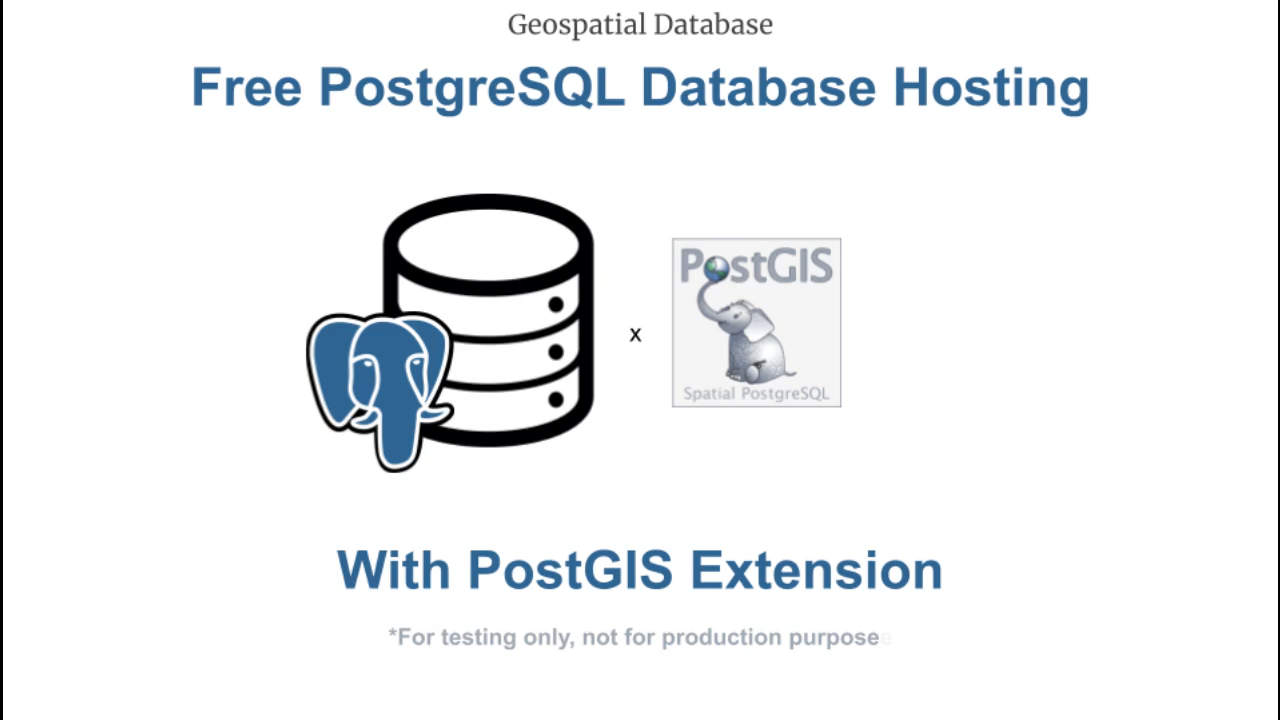 Geospatial Database
Free PostgreSQL Database Hosting
PostGIS
x
Spatial PostgreSQL
With PostGIS Extension
*For testing only, not for production purpose